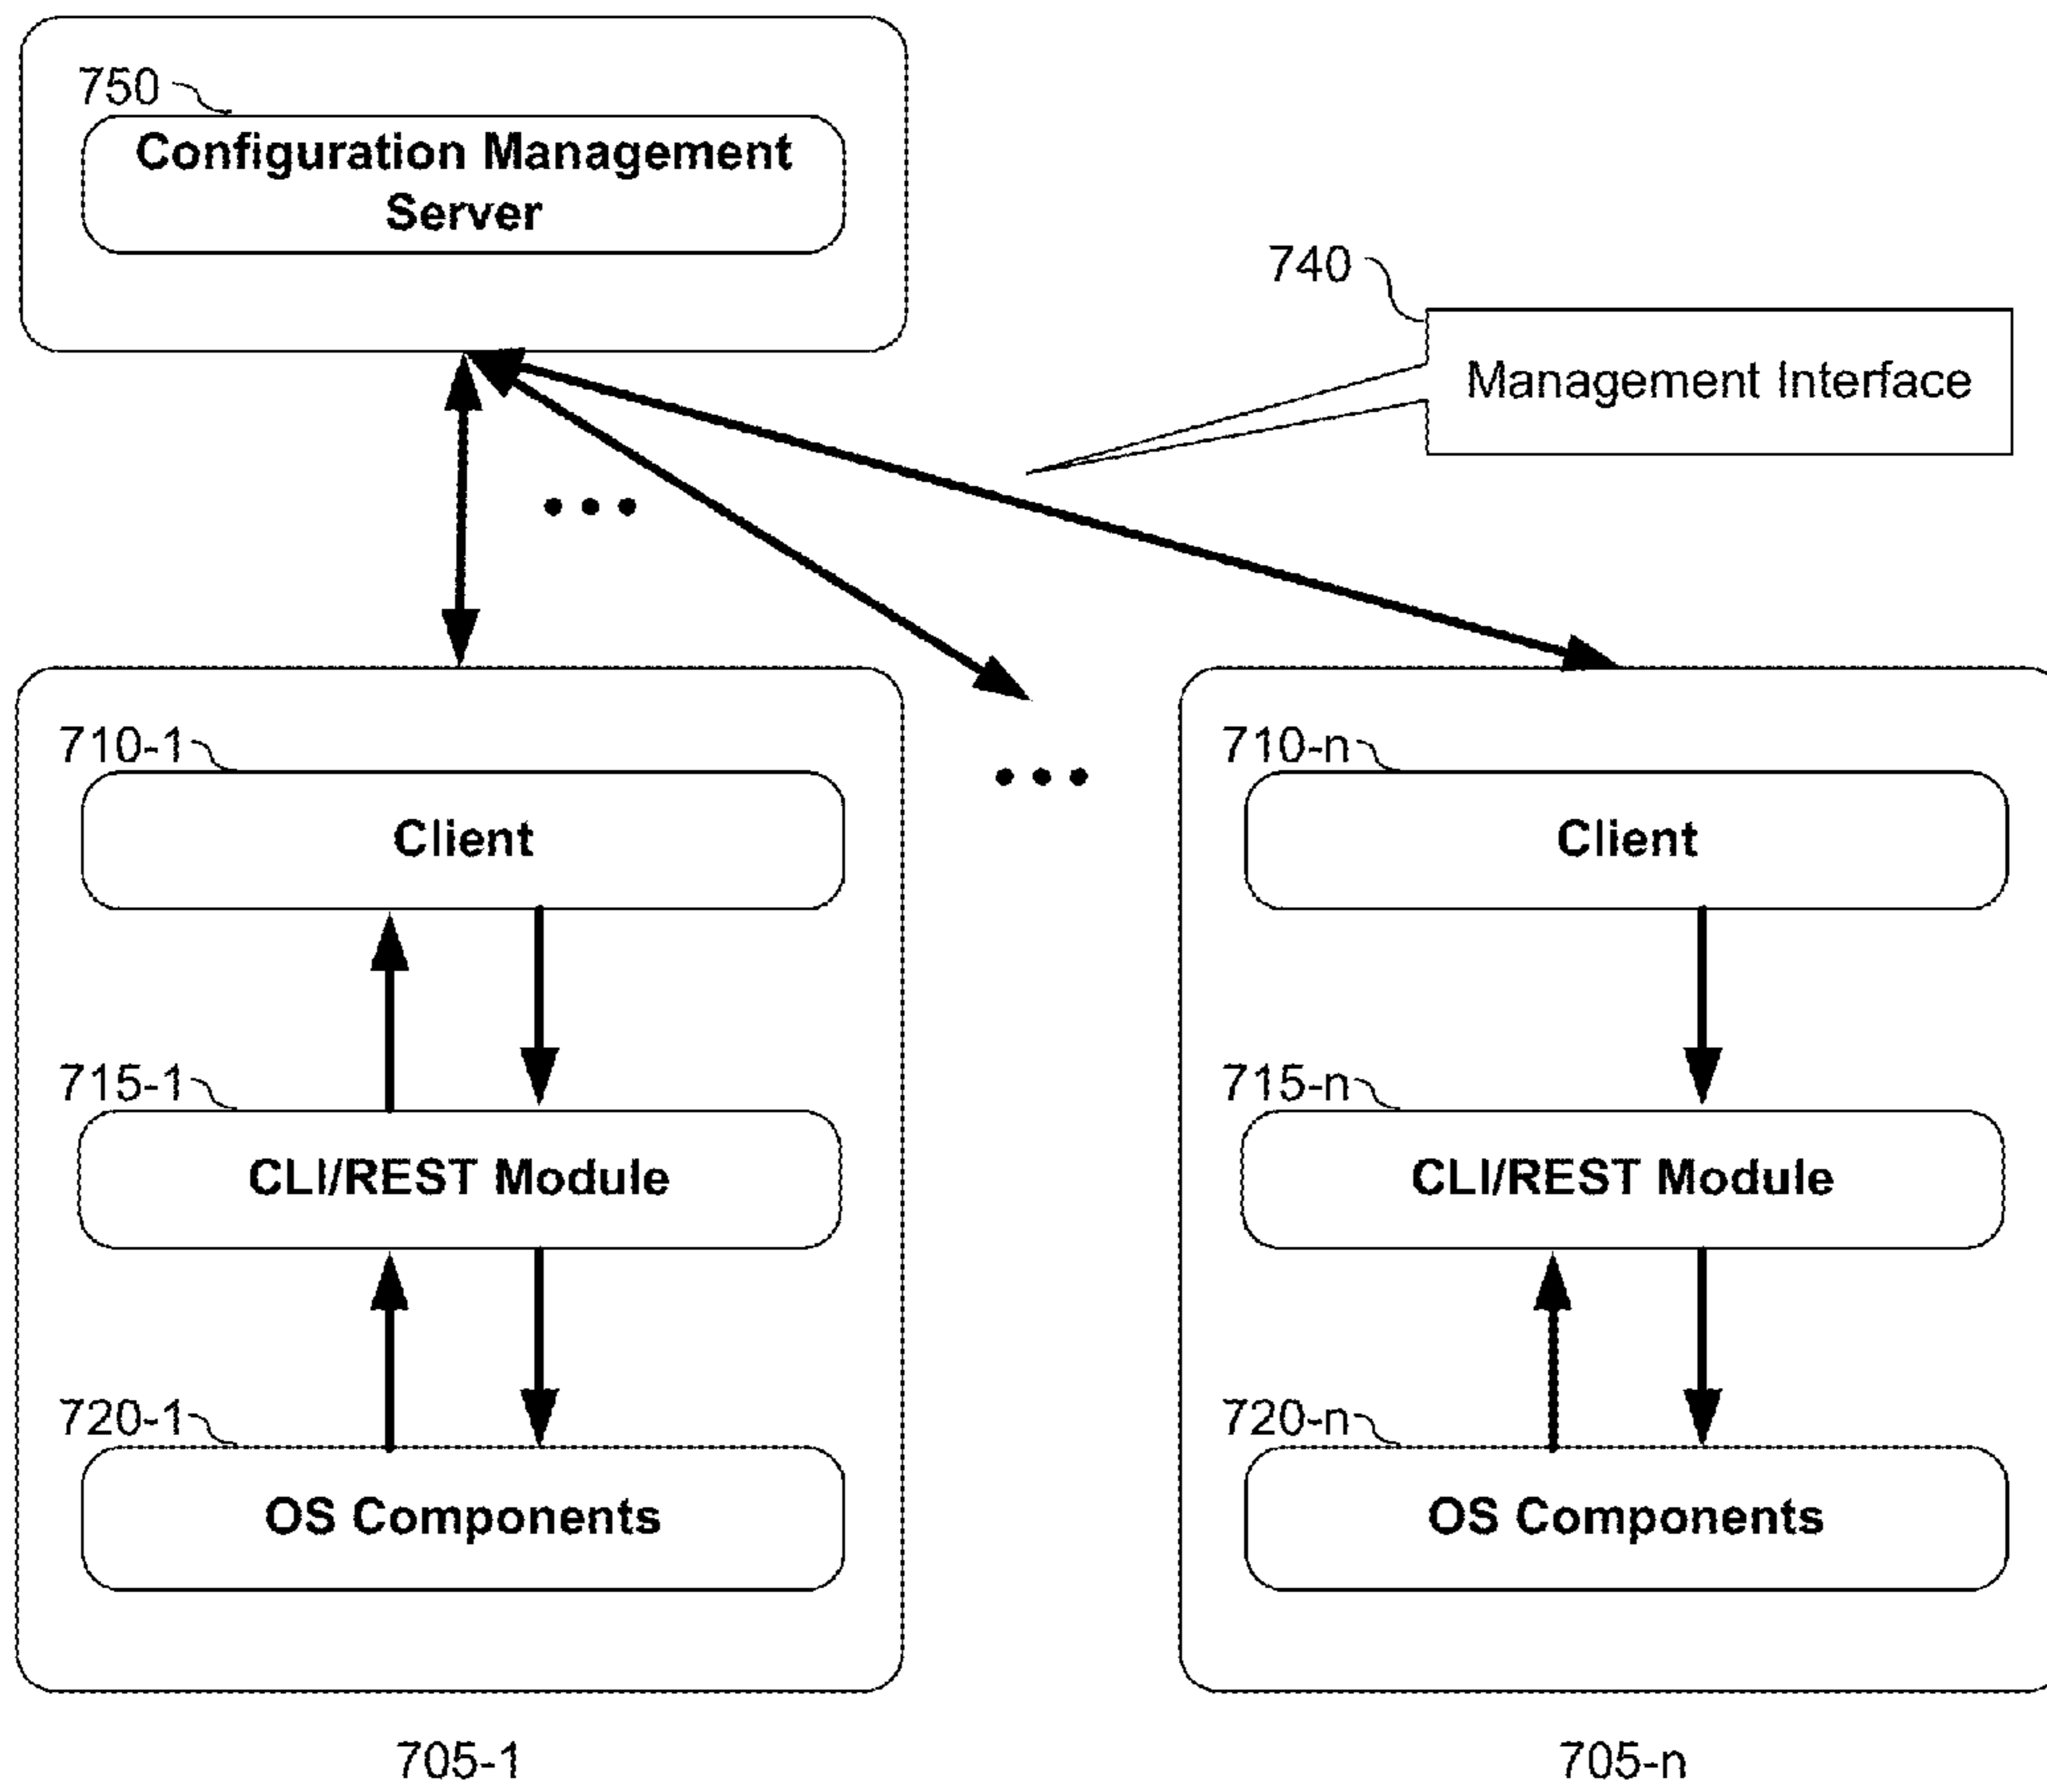 750
Configuration Management
Server
740
Management Interface
710-1
Client
710-n
Client
715-1
CLI/REST Module
715-n
CLI/REST Module
720-1
OS Components
720-n
OS Components
705-1
705-n